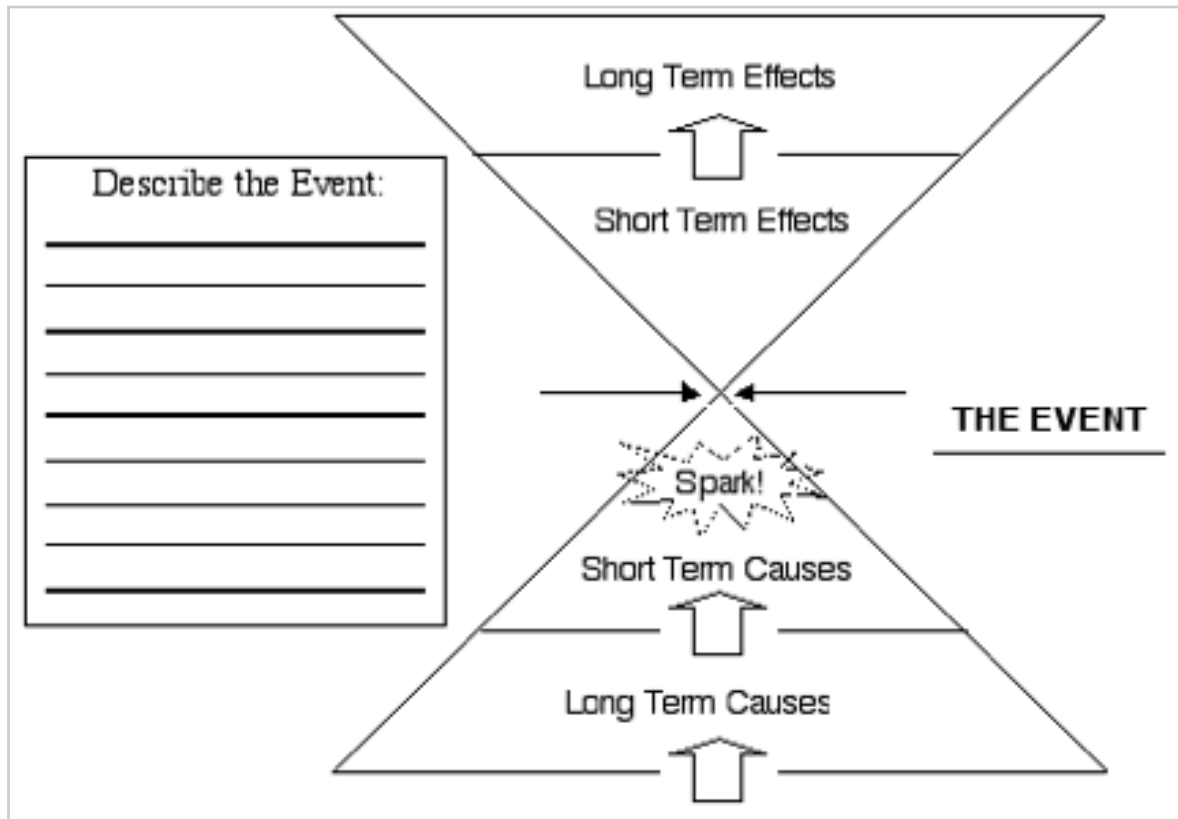 Long Term Effects
Describe the Event:
Short Term Effects
THE EVENT
Spark!
Short Term Causes
Long Term Causes